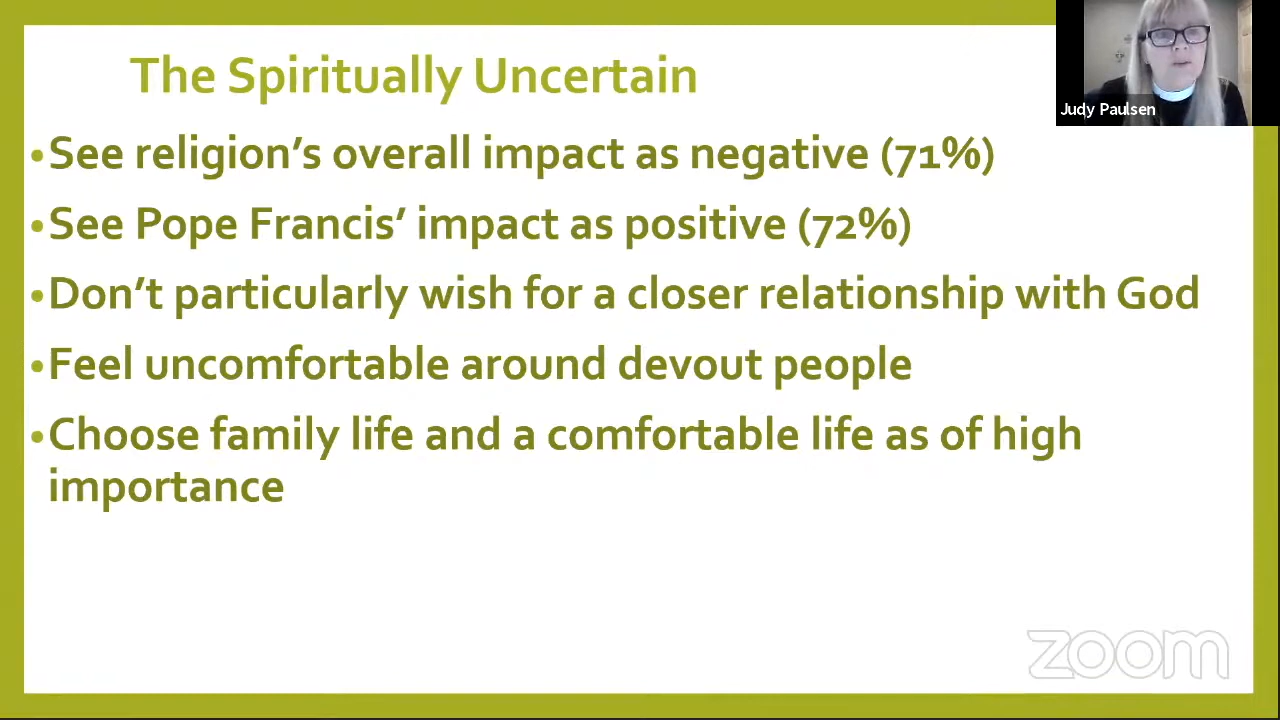 The Spiritually Uncertain
Judy Paulsen
•See religion’s overall impact as negative (71%)
•See Pope Francis’ impact as positive (72%)
•Don’t particularly wish for a closer relationship with God
•Feel uncomfortable around devout people
•Choose family life and a comfortable life as of high
importance
zoom